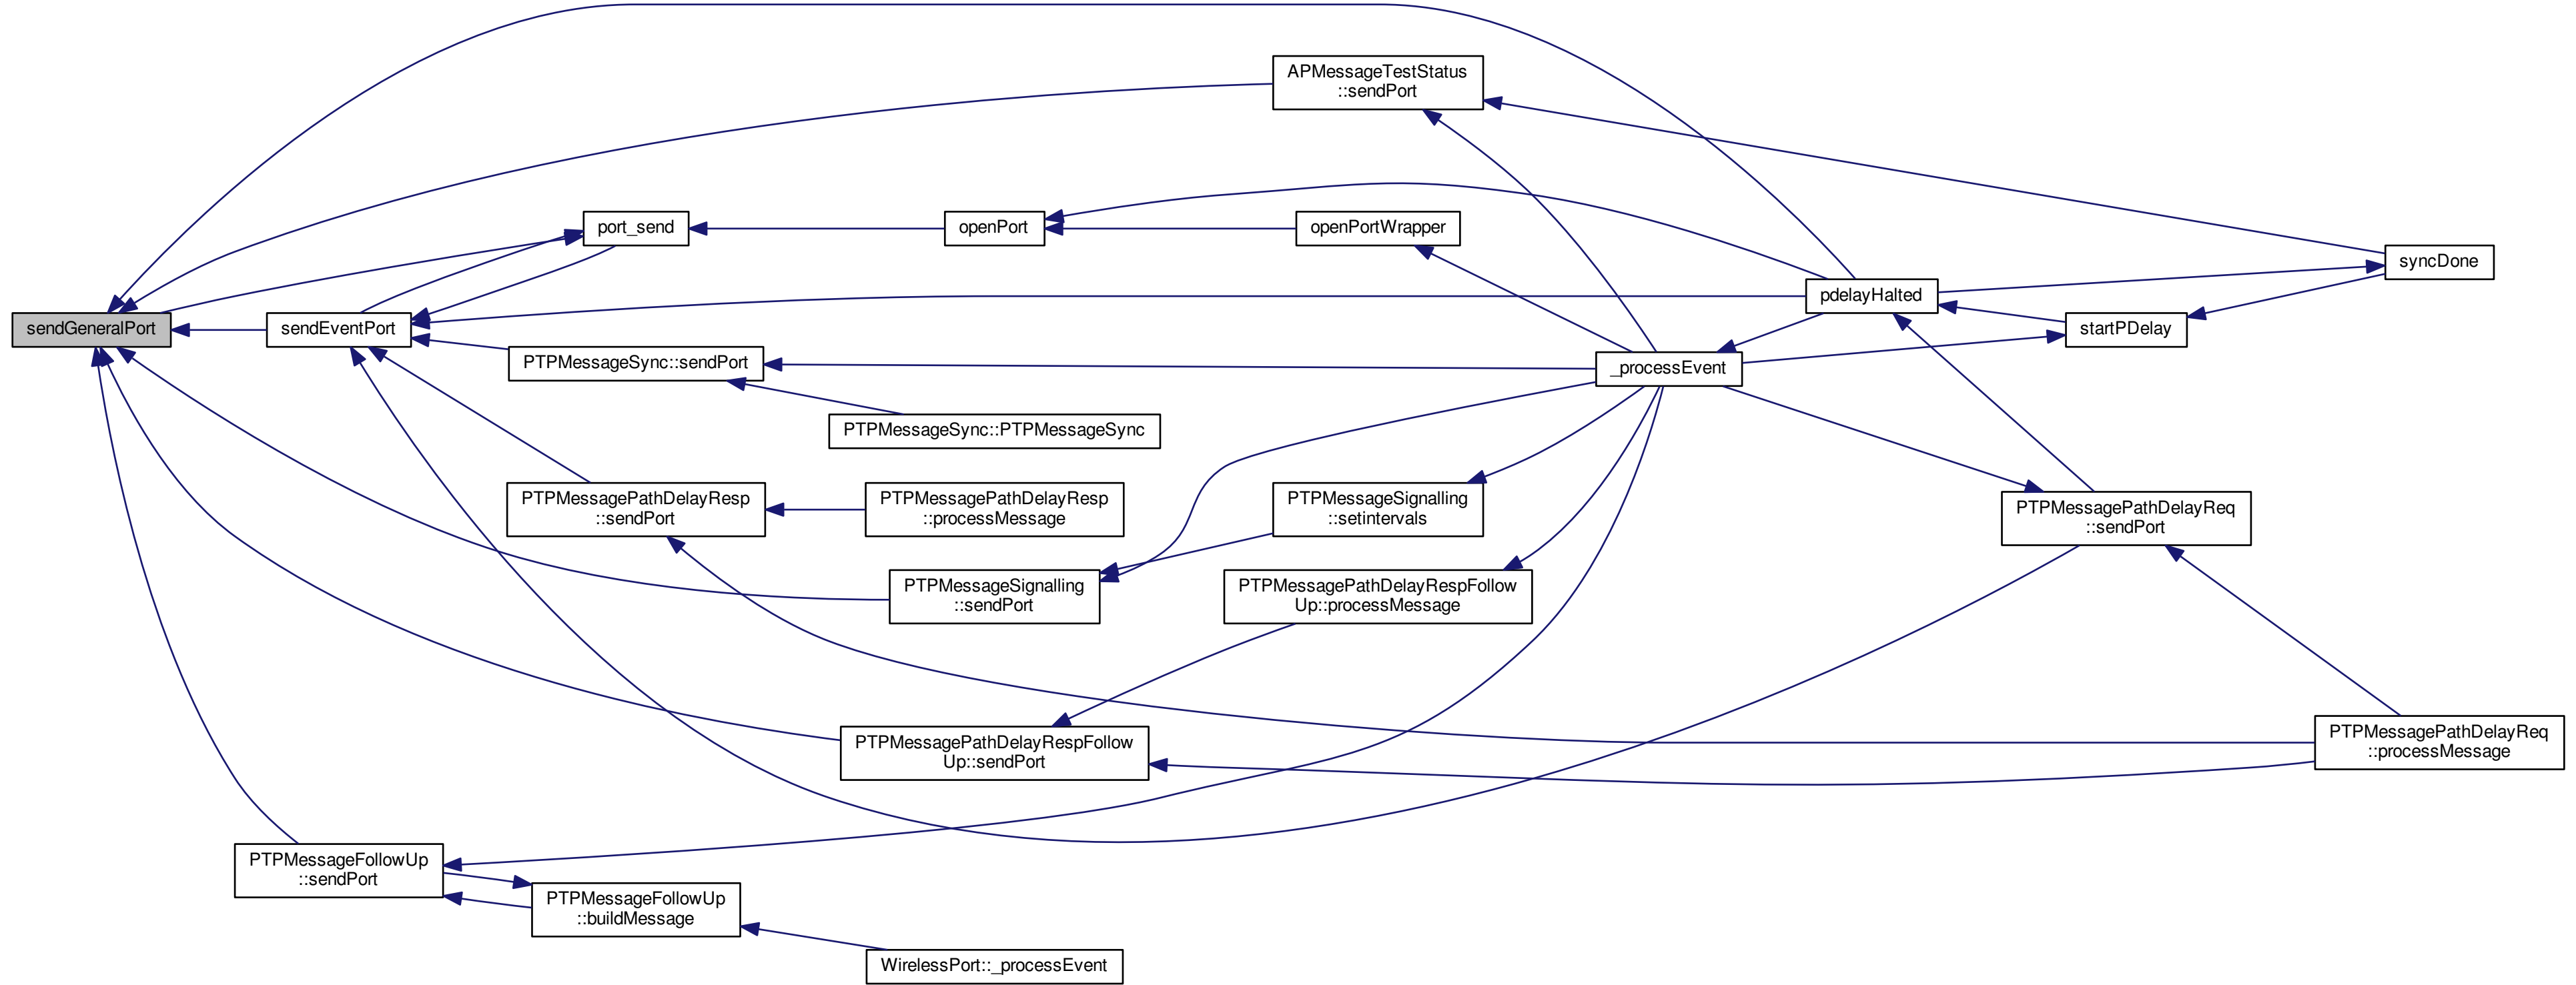 APMessageTestStatus
::sendPort
port_send
openPort
openPortWrapper
syncDone
pdelayHalted
sendGeneralPort
sendEventPort
startPDelay
PTPMessageSync::sendPort
_processEvent
PTPMessageSync::PTPMessageSync
PTPMessagePathDelayResp
::sendPort
PTPMessagePathDelayResp
::processMessage
PTPMessageSignalling
::setintervals
PTPMessagePathDelayReq
::sendPort
PTPMessageSignalling
::sendPort
PTPMessagePathDelayRespFollow
Up::processMessage
PTPMessagePathDelayRespFollow
Up::sendPort
PTPMessagePathDelayReq
::processMessage
PTPMessageFollowUp
::sendPort
PTPMessageFollowUp
::buildMessage
WirelessPort::_processEvent